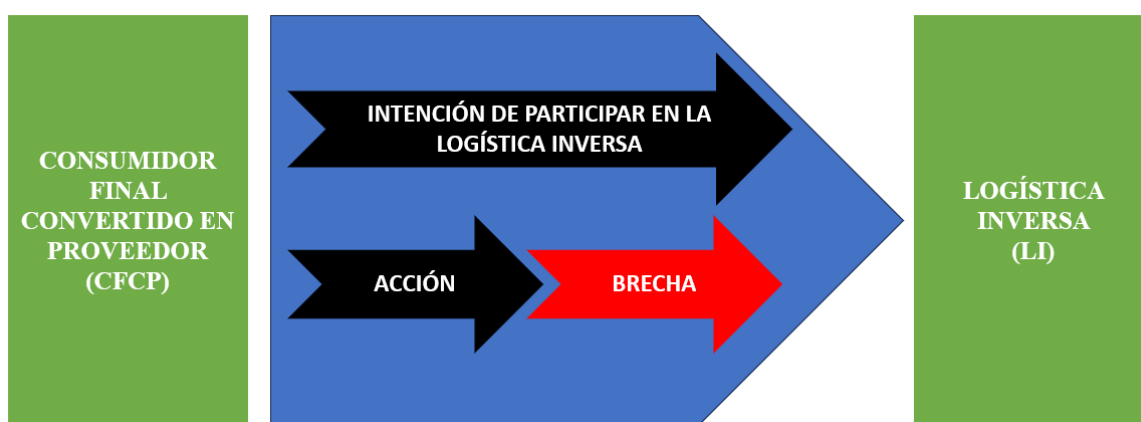 CONSUMIDOR
FINAL
CONVERTIDO EN
PROVEEDOR
(CFCP)
INTENCIÓN DE PARTICIPAR EN LA
LOGÍSTICA INVERSA
ACCIÓN
BRECHA
LOGÍSTICA
INVERSA
(LI)